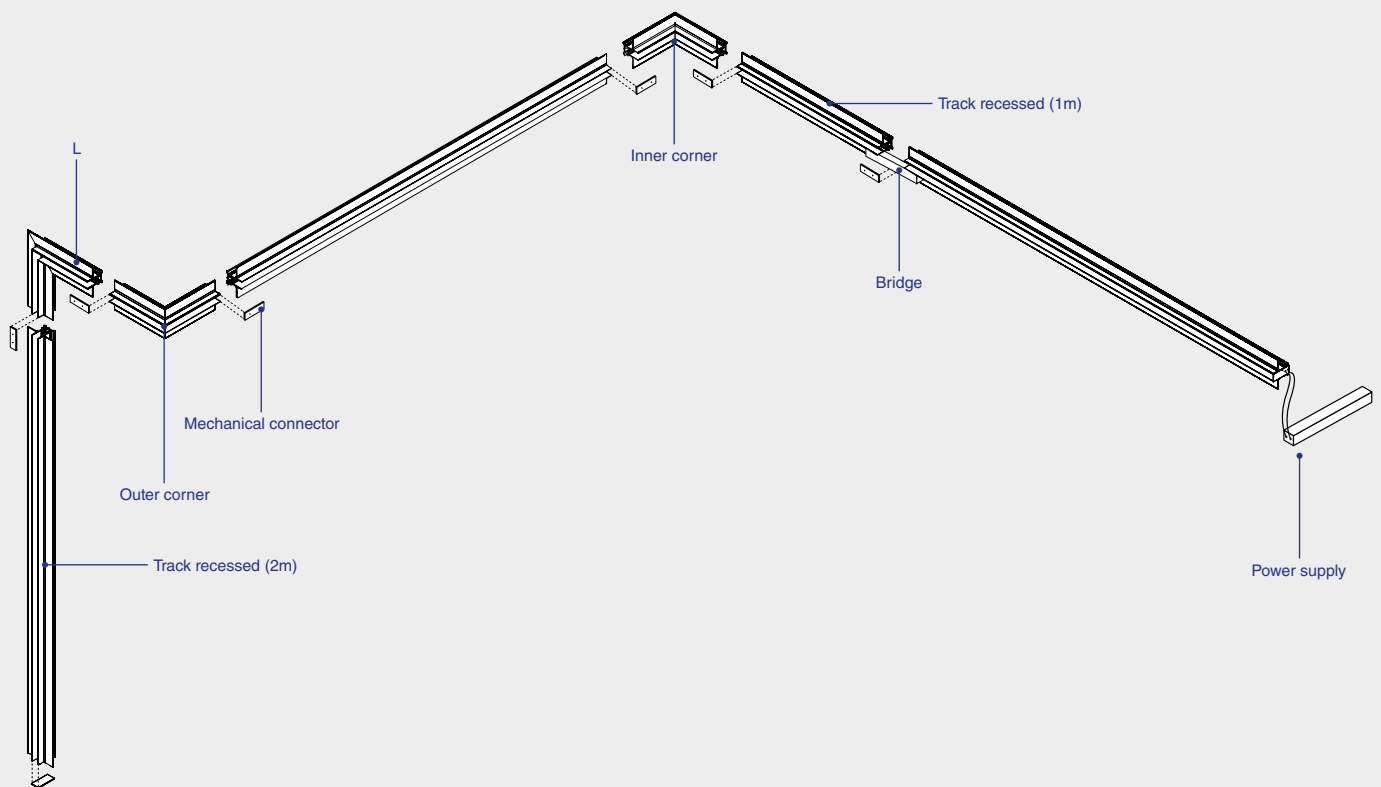 Track recessed (1m)
L
Inner corner
Bridge
Mechanical connector
Outer corner
Track recessed (2m)
Power supply